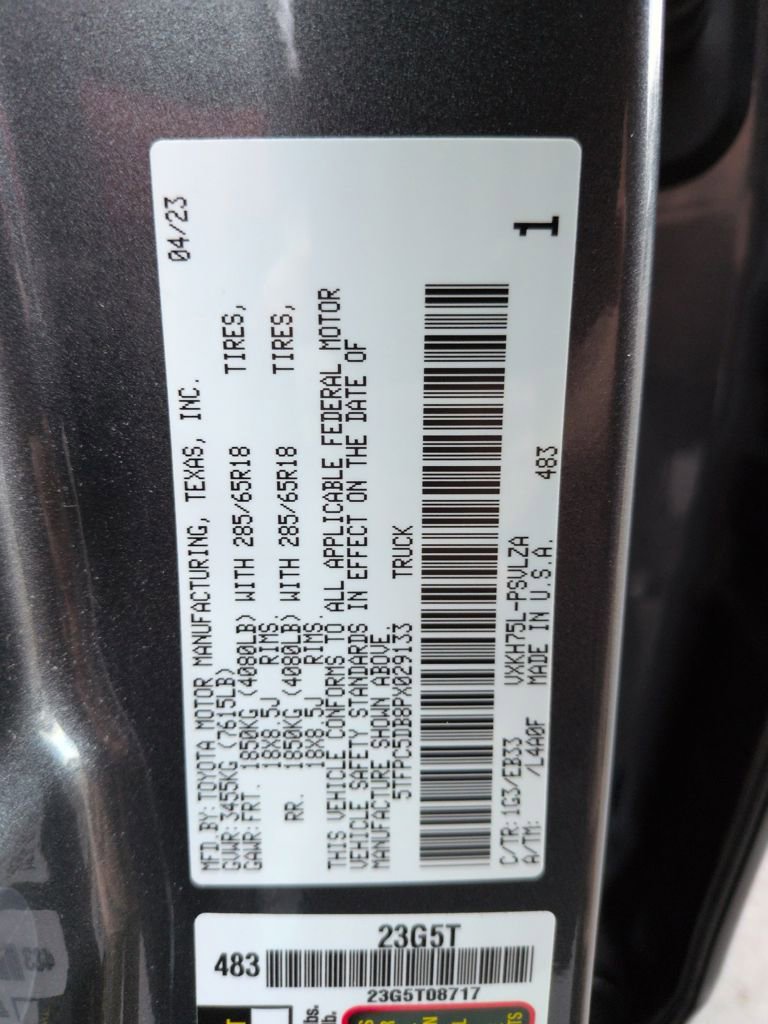 MFD.BY:TOYOTA MOTOR MANUFACTURING, TEXAS, INC. 04/23
GVWR:3455KG (7615LB)
GAWR:FRT. 1850KG (4080LB) WITH 285/65R18 TIRES,
18X8.5J RIMS.
RR. 1850KG (4080LB) WITH 285/65R18 TIRES,
18X8.5J RIMS.
THIS VEHICLE CONFORMS TO ALL APPLICABLE FEDERAL MOTOR
VEHICLE SAFETY STANDARDS IN EFFECT ON THE DATE OF
MANUFACTURE SHOWN ABOVE.
5TFPC5DB8PX029133 TRUCK
1
C/TR:1G3/EB33 VXKH75L-PSVLZA
A/TM: /L4A0F MADE IN U.S.A. 483
23G5T
483
23G5T08717